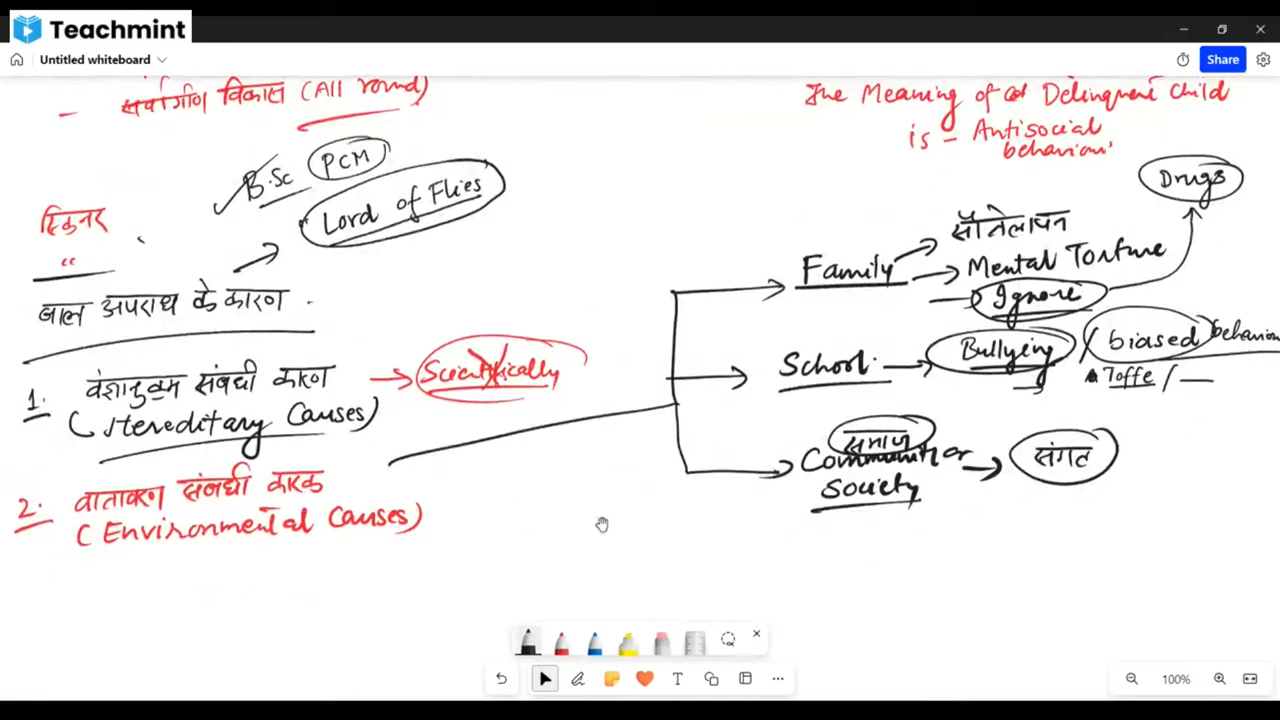 Teachmint
Untitled whiteboard
Share
- सर्वांगीण विकास (All round)
The Meaning of Delinquent Child
is - Antisocial
behaviour
B.Sc PCM
Lord of Flies
स्किनर
"
बाल अपराध के कारण
1. वंशानुक्रम संबंधी कारण
(Hereditary Causes)
Scientifically
2. वातावरण संबंधी कारक
(Environmental Causes)
Drugs
Family
सौतेलापन
Mental Torture
Ignore
School
Bullying / biased behaviour
Toffe /
समाज
Community or
Society
संगत
100%